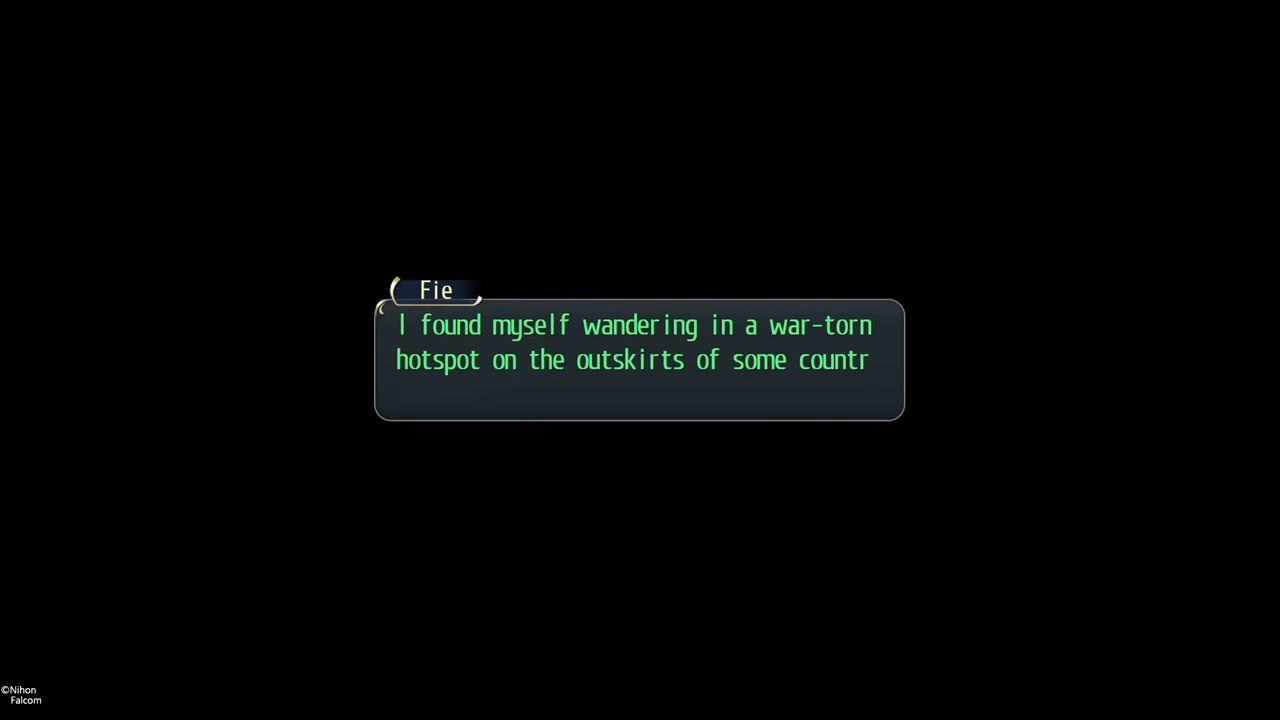 Fie
I found myself wandering in a war-torn
hotspot on the outskirts of some countr
©Nihon
Falcom